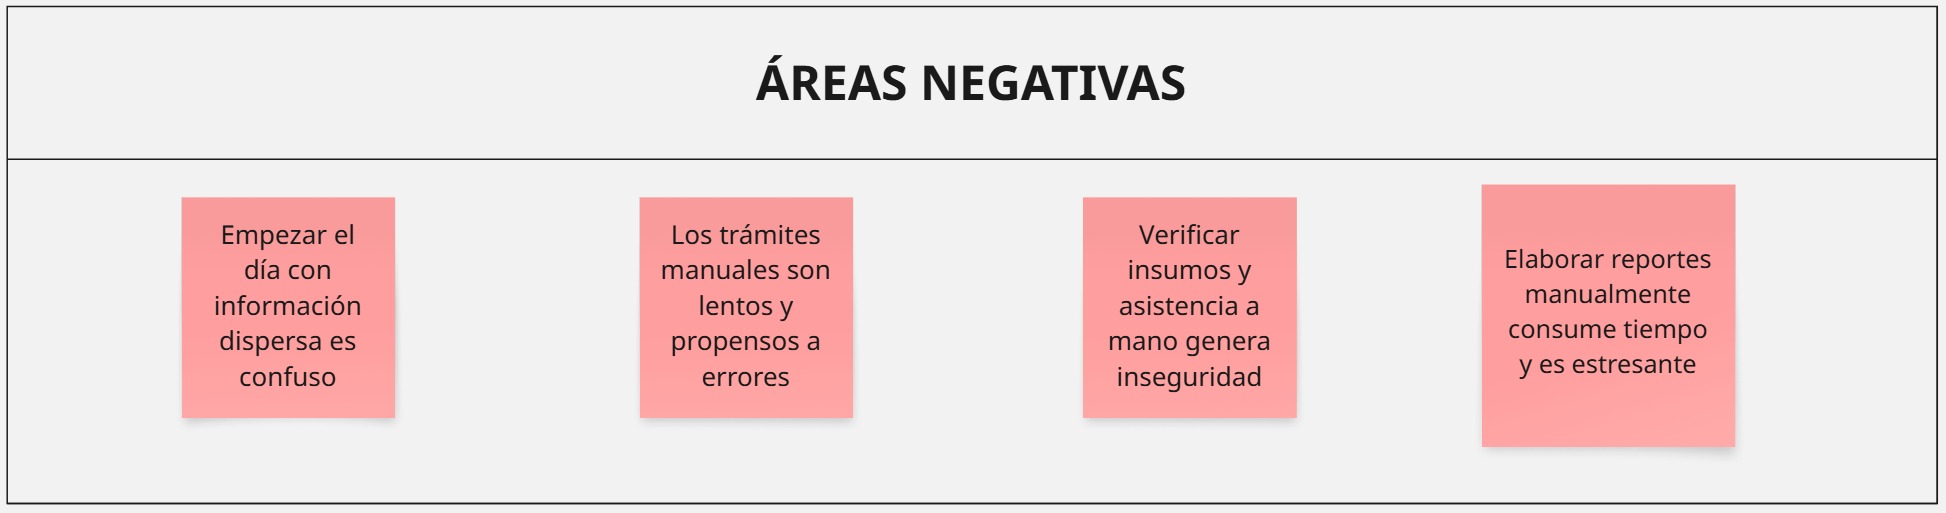 ÁREAS NEGATIVAS
Empezar el
día con
información
dispersa es
confuso
Los trámites
manuales son
lentos y
propensos a
errores
Verificar
insumos y
asistencia a
mano genera
inseguridad
Elaborar reportes
manualmente
consume tiempo
y es estresante